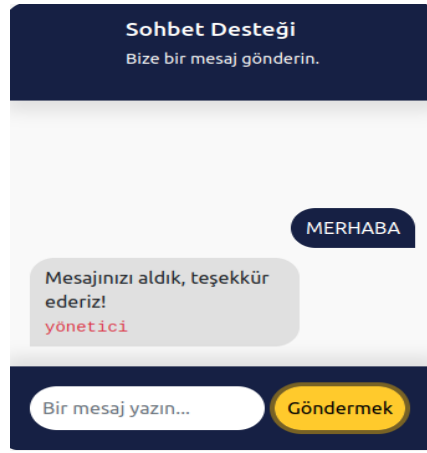 Sohbet Desteği
Bize bir mesaj gönderin.
MERHABA
Mesajınızı aldık, teşekkür
ederiz!
yönetici
Bir mesaj yazın...
Göndermek